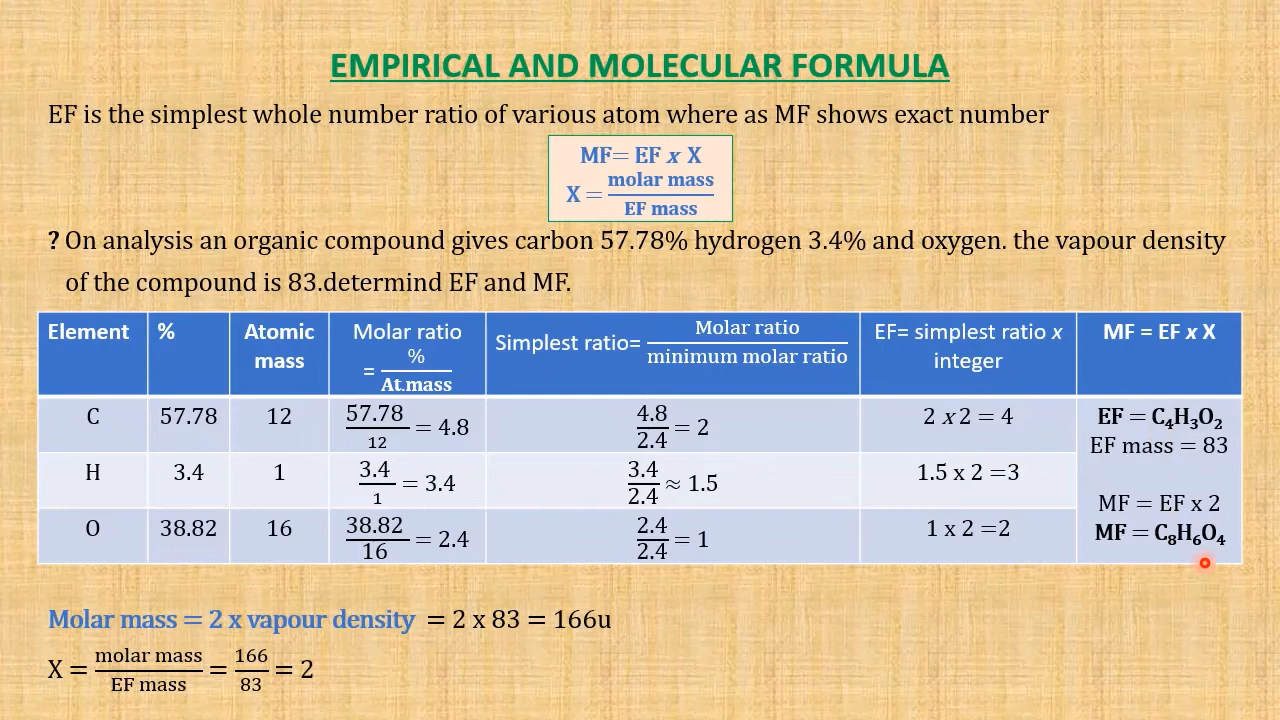 EMPIRICAL AND MOLECULAR FORMULA
EF is the simplest whole number ratio of various atom where as MF shows exact number
MF= EF x X
X = molar mass / EF mass
? On analysis an organic compound gives carbon 57.78% hydrogen 3.4% and oxygen. the vapour density
of the compound is 83.determind EF and MF.
Element | % | Atomic mass | Molar ratio = % / At.mass | Simplest ratio= Molar ratio / minimum molar ratio | EF= simplest ratio x integer | MF = EF x X
C | 57.78 | 12 | 57.78 / 12 = 4.8 | 4.8 / 2.4 = 2 | 2 x 2 = 4 | EF = C₄H₃O₂
EF mass = 83
H | 3.4 | 1 | 3.4 / 1 = 3.4 | 3.4 / 2.4 ≈ 1.5 | 1.5 x 2 =3
MF = EF x 2
O | 38.82 | 16 | 38.82 / 16 = 2.4 | 2.4 / 2.4 = 1 | 1 x 2 =2 | MF = C₈H₆O₄
Molar mass = 2 x vapour density = 2 x 83 = 166u
X = molar mass / EF mass = 166 / 83 = 2